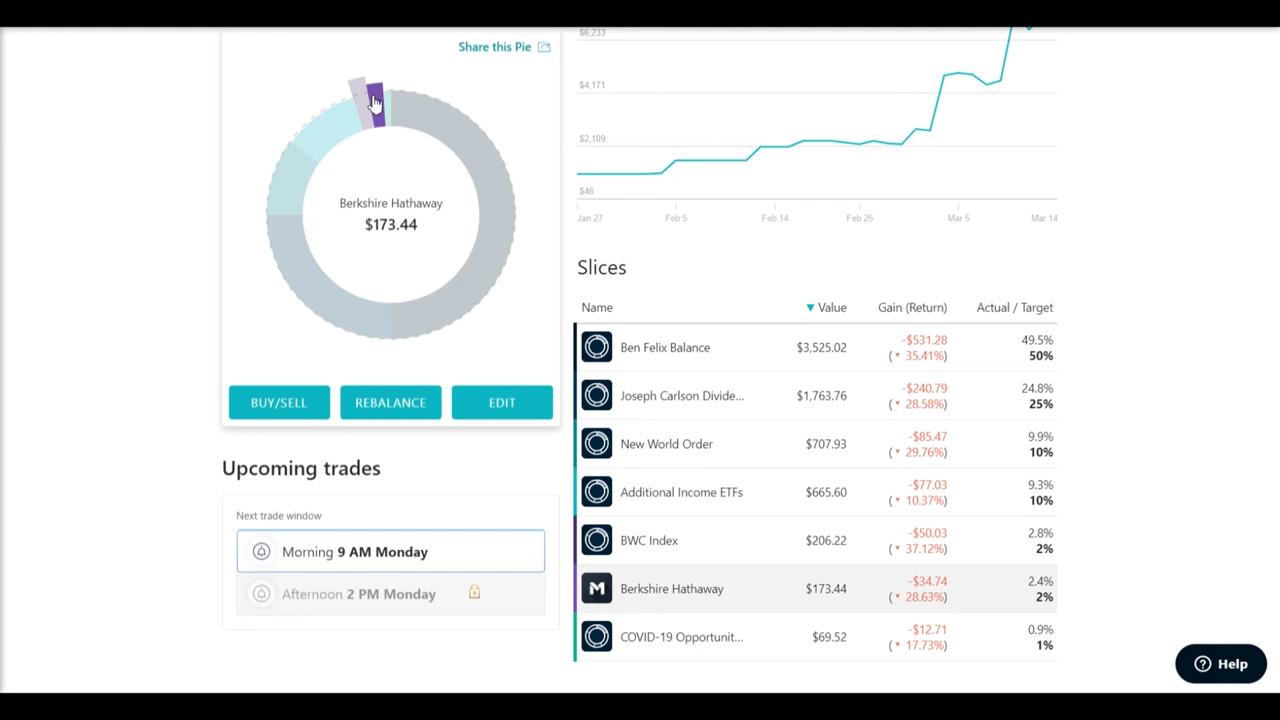 Share this Pie
Berkshire Hathaway
$173.44
BUY/SELL
REBALANCE
EDIT
Upcoming trades
Next trade window
Morning 9 AM Monday
Afternoon 2 PM Monday
$6,233
$4,171
$2,109
$46
Jan 27 Feb 5 Feb 14 Feb 25 Mar 5 Mar 14
Slices
Name ▼ Value Gain (Return) Actual / Target
Ben Felix Balance $3,525.02 -$531.28 49.5%
(▼ 35.41%) 50%
Joseph Carlson Divide... $1,763.76 -$240.79 24.8%
(▼ 28.58%) 25%
New World Order $707.93 -$85.47 9.9%
(▼ 29.76%) 10%
Additional Income ETFs $665.60 -$77.03 9.3%
(▼ 10.37%) 10%
BWC Index $206.22 -$50.03 2.8%
(▼ 37.12%) 2%
M Berkshire Hathaway $173.44 -$34.74 2.4%
(▼ 28.63%) 2%
COVID-19 Opportunit... $69.52 -$12.71 0.9%
(▼ 17.73%) 1%
? Help